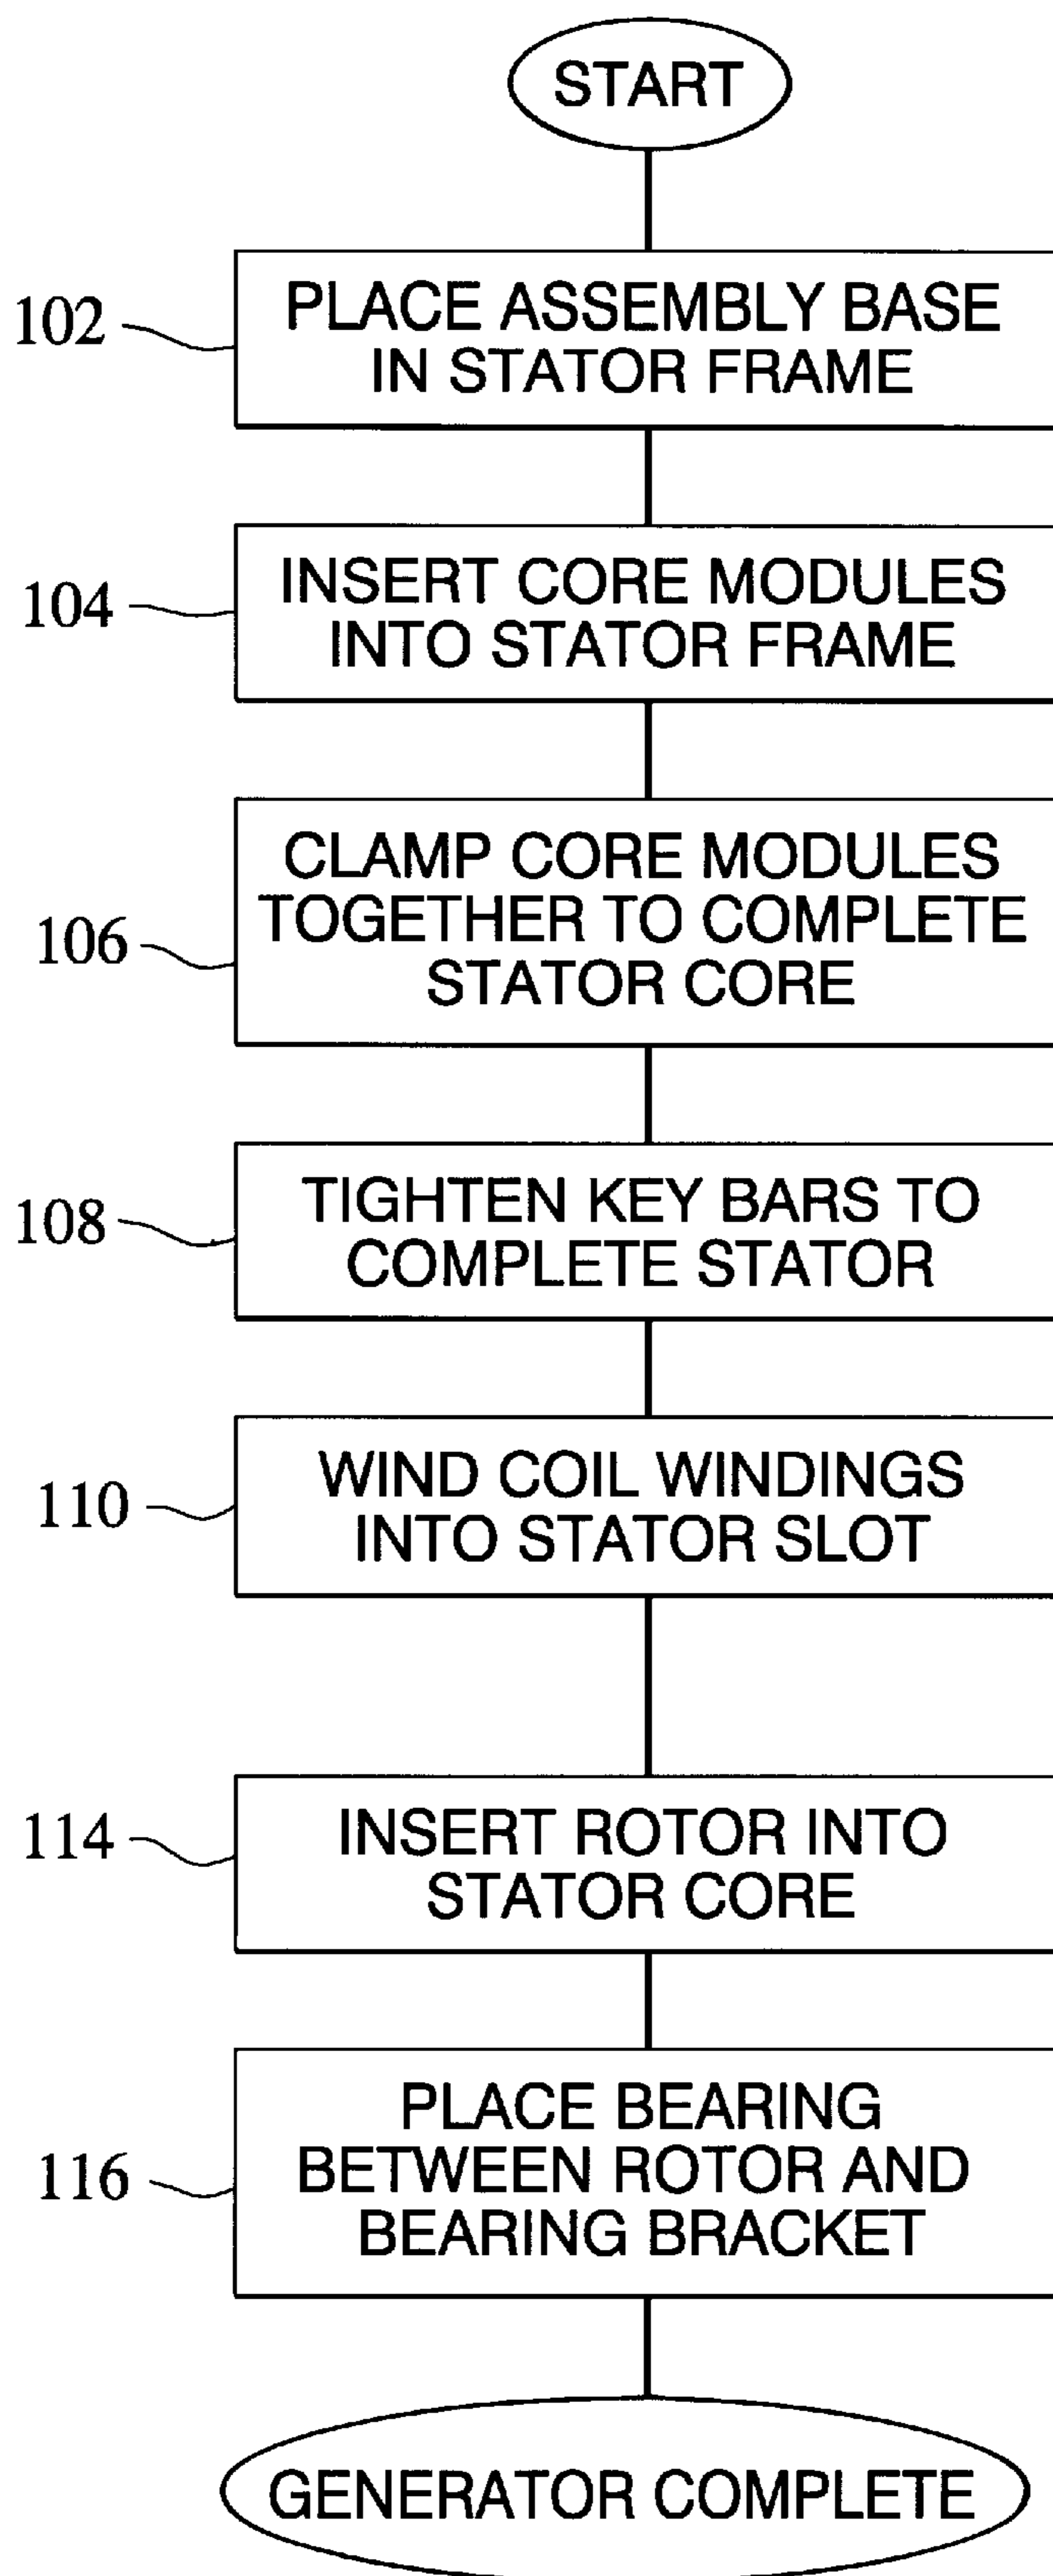 START
102
PLACE ASSEMBLY BASE
IN STATOR FRAME
104
INSERT CORE MODULES
INTO STATOR FRAME
106
CLAMP CORE MODULES
TOGETHER TO COMPLETE
STATOR CORE
108
TIGHTEN KEY BARS TO
COMPLETE STATOR
110
WIND COIL WINDINGS
INTO STATOR SLOT
114
INSERT ROTOR INTO
STATOR CORE
116
PLACE BEARING
BETWEEN ROTOR AND
BEARING BRACKET
GENERATOR COMPLETE